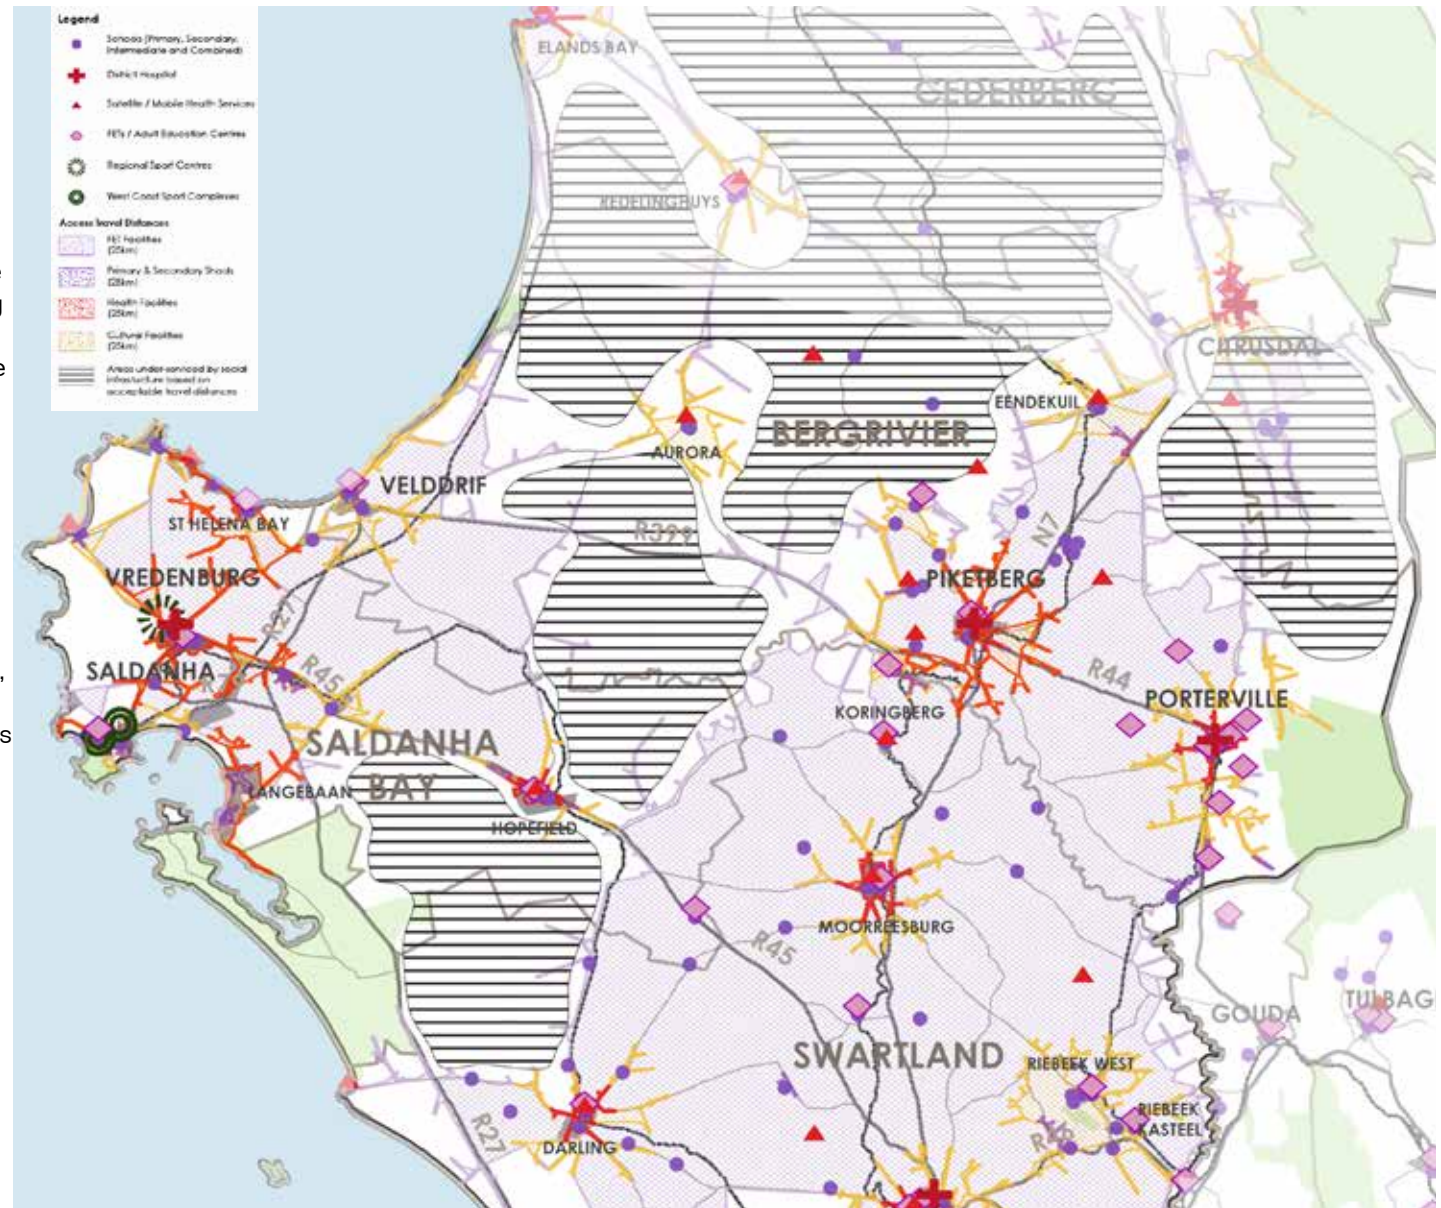 Legend
Schools (Primary, Secondary,
Intermediate and Combined)
District Hospital
Satellite / Mobile Health Services
FETs / Adult Education Centres
Regional Sport Centres
West Coast Sport Complexes
Access Travel Distances
FET Facilities
(25km)
Primary & Secondary
(25km)
Health Facilities
(25km)
Cultural Facilities
(25km)
Areas under-serviced by social
infrastructure based on
acceptable travel distances
e
g
e
,
s
ELANDS BAY
CEDERBERG
REDELINGHUYS
CITRUSDAL
EENDEKUIL
BERGRIVIER
AURORA
VELDDRIF
ST HELENA BAY
R399
N7
VREDENBURG
PIKETBERG
R27
SALDANHA
R45
R44
PORTERVILLE
KORINGBERG
SALDANHA
BAY
LANGEBAAN
HOPEFIELD
MOORREESBURG
R45
GOUDA
TULBAG
SWARTLAND
RIEBEEK WEST
RIEBEEK
KASTEEL
R27
DARLING